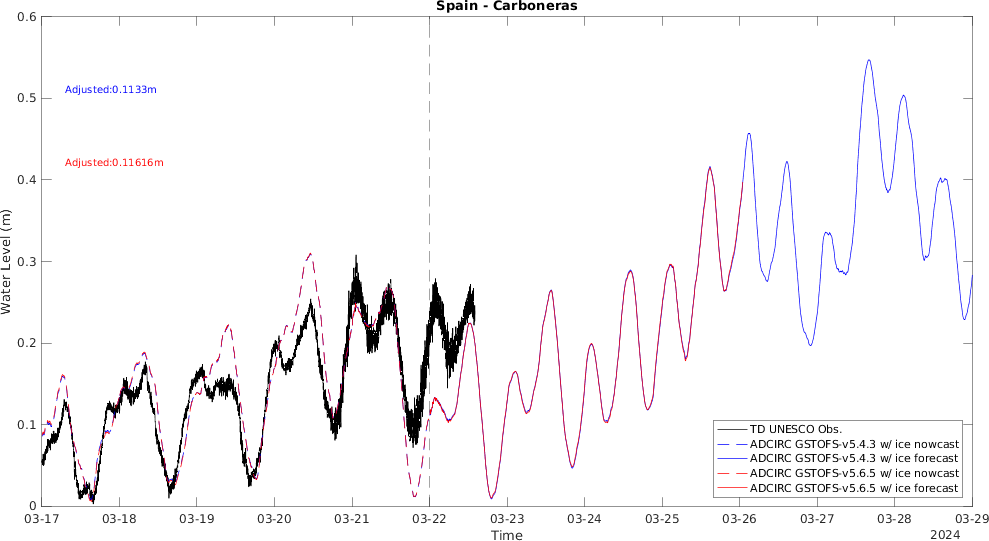 Spain - Carboneras
0.6
0.5
0.4
0.3
0.2
0.1
0
Water Level (m)
Adjusted:0.1133m
Adjusted:0.11616m
TD UNESCO Obs.
ADCIRC GSTOFS-v5.4.3 w/ ice nowcast
ADCIRC GSTOFS-v5.4.3 w/ ice forecast
ADCIRC GSTOFS-v5.6.5 w/ ice nowcast
ADCIRC GSTOFS-v5.6.5 w/ ice forecast
03-17 03-18 03-19 03-20 03-21 03-22 03-23 03-24 03-25 03-26 03-27 03-28 03-29
Time
2024